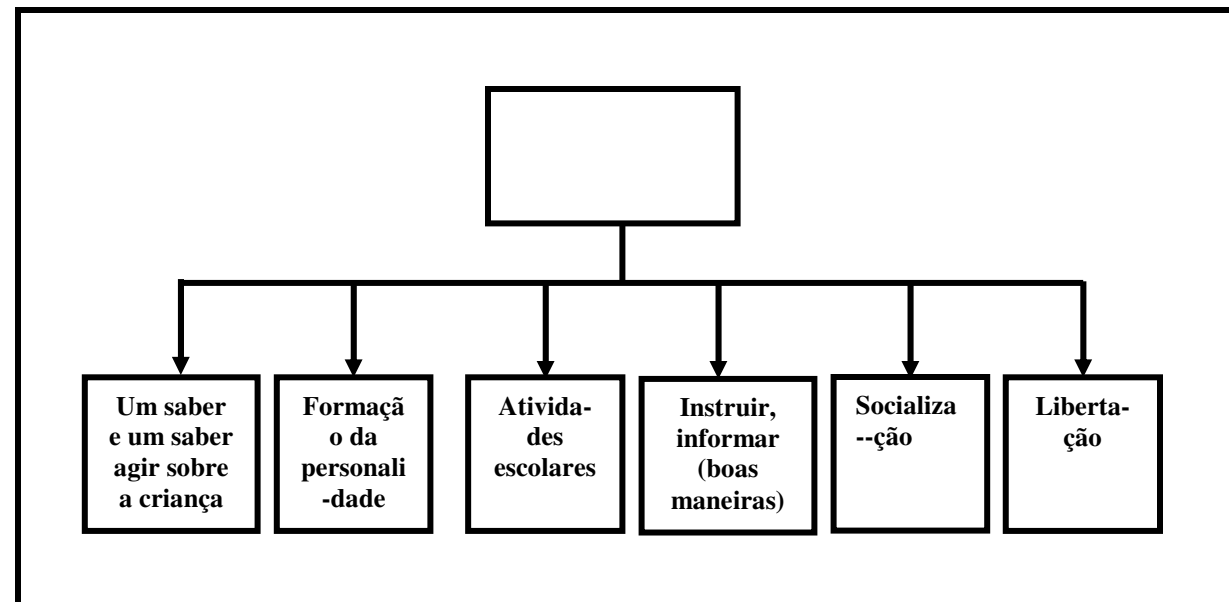 Um saber
e um saber
agir sobre
a criança
Formaçã
o da
personali
-dade
Ativida-
des
escolares
Instruir,
informar
(boas
maneiras)
Socializa
--ção
Liberta-
ção